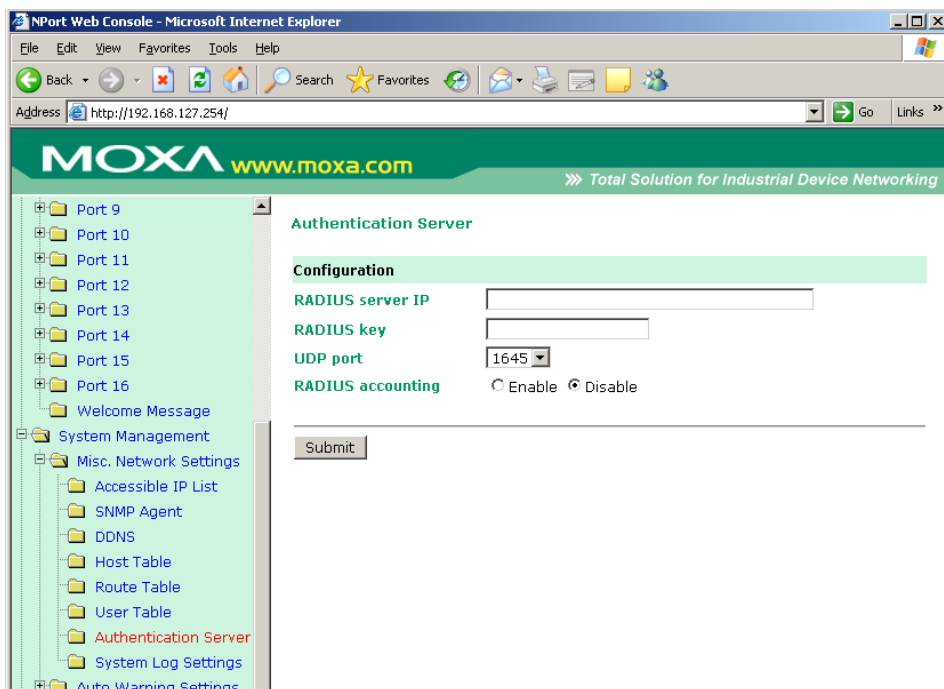 NPort Web Console - Microsoft Internet Explorer
File Edit View Favorites Tools Help
Back Search Favorites
Address http://192.168.127.254/ Go Links »
MOXA www.moxa.com
Total Solution for Industrial Device Networking
Port 9
Port 10
Port 11
Port 12
Port 13
Port 14
Port 15
Port 16
Welcome Message
System Management
Misc. Network Settings
Accessible IP List
SNMP Agent
DDNS
Host Table
Route Table
User Table
Authentication Server
System Log Settings
Auto Warning Settings
Authentication Server
Configuration
RADIUS server IP
RADIUS key
UDP port 1645
RADIUS accounting Enable Disable
Submit